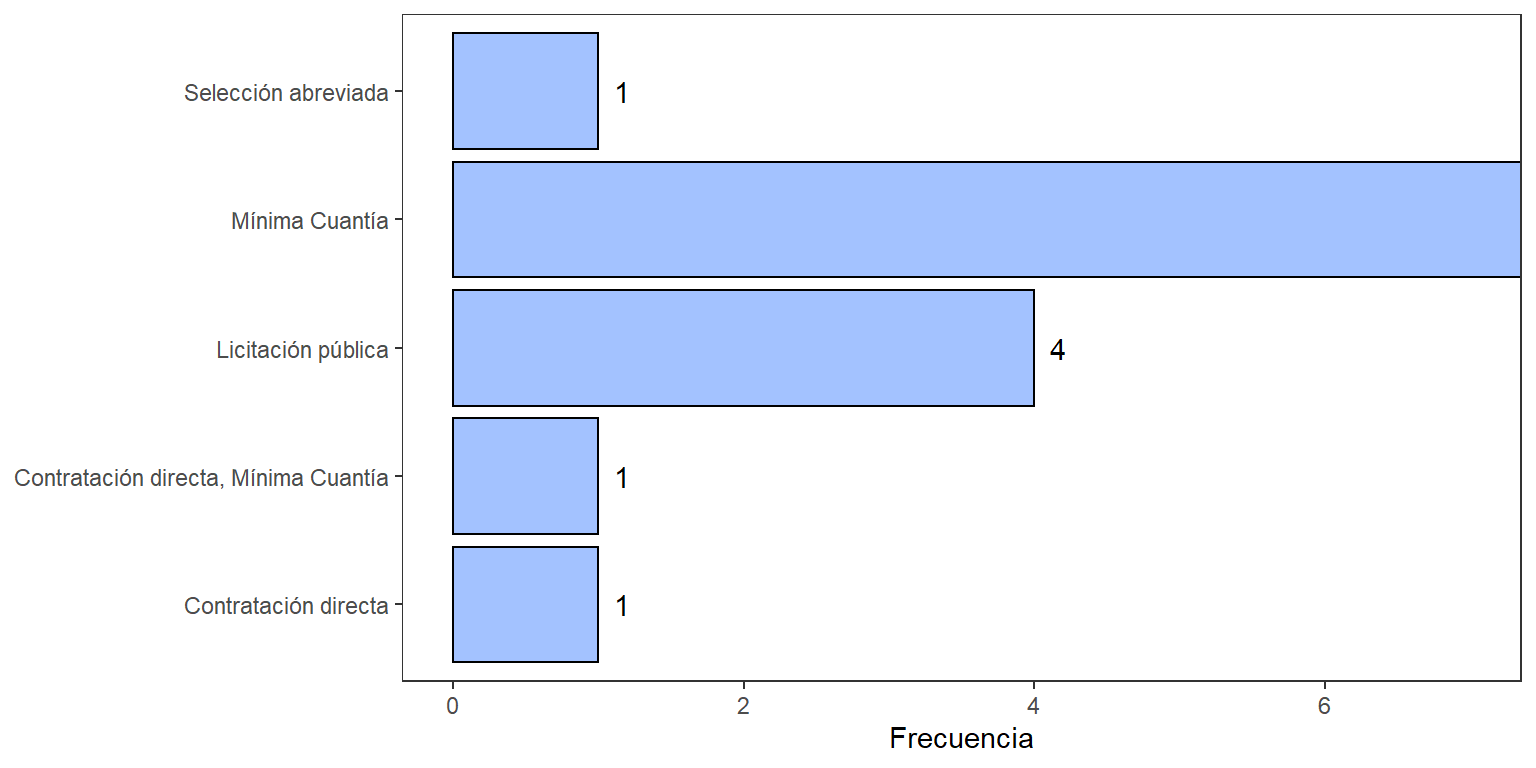 Selección abreviada 1
Mínima Cuantía
Licitación pública 4
Contratación directa, Mínima Cuantía 1
Contratación directa 1
0 2 4 6
Frecuencia